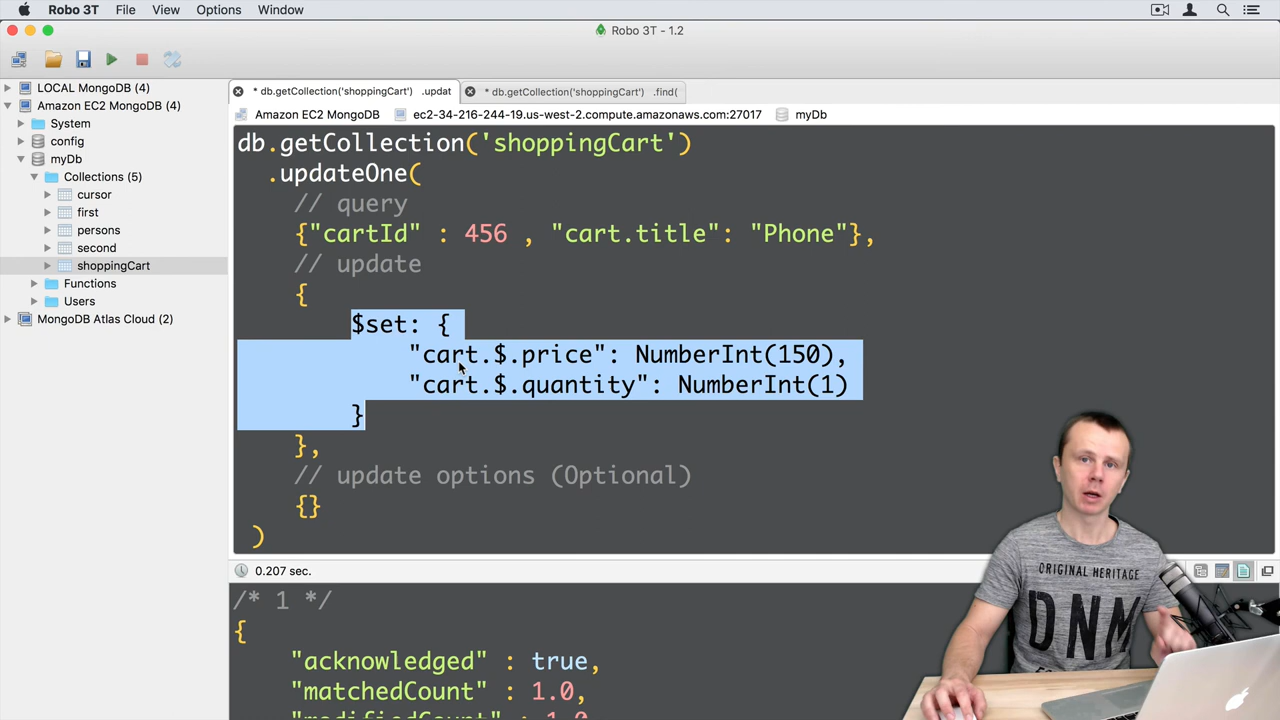 Robo 3T File View Options Window
Robo 3T - 1.2
LOCAL MongoDB (4)
Amazon EC2 MongoDB (4)
System
config
myDb
Collections (5)
cursor
first
persons
second
shoppingCart
Functions
Users
MongoDB Atlas Cloud (2)
* db.getCollection('shoppingCart') .updat
* db.getCollection('shoppingCart') .find(
Amazon EC2 MongoDB ec2-34-216-244-19.us-west-2.compute.amazonaws.com:27017 myDb
db.getCollection('shoppingCart')
.updateOne(
// query
{"cartId" : 456 , "cart.title": "Phone"},
// update
{
$set: {
"cart.$.price": NumberInt(150),
"cart.$.quantity": NumberInt(1)
}
},
// update options (Optional)
{}
)
0.207 sec.
/* 1 */
{
"acknowledged" : true,
"matchedCount" : 1.0,
"modifiedCount" : 1.0
ORIGINAL HERITAGE
DNM